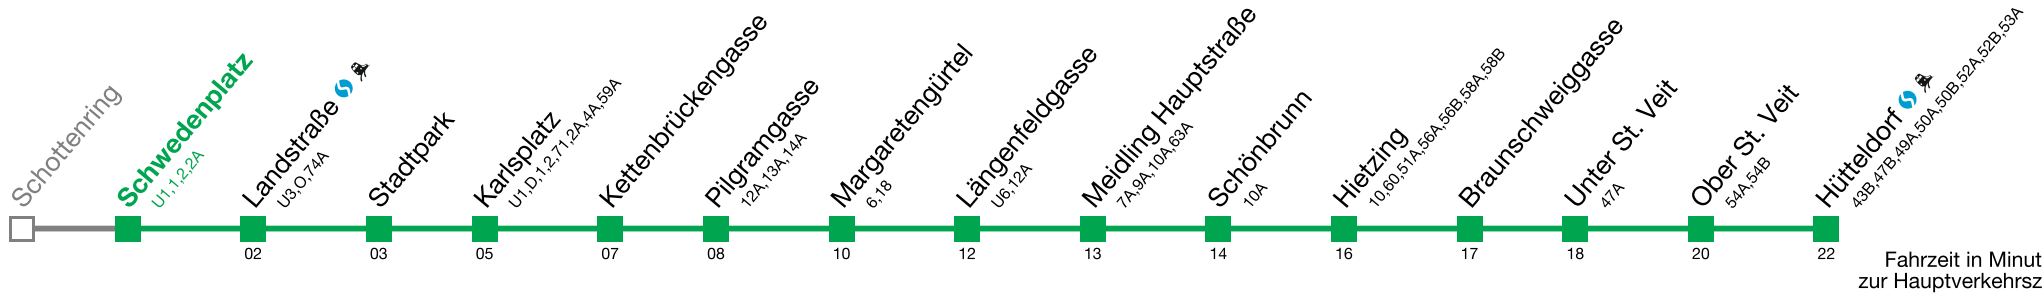 Schottenring
Schwedenplatz
U1,1,2,2A
Landstraße
U3,O,74A
Stadtpark
Karlsplatz
U1,D,1,2,71,2A,4A,59A
Kettenbrückengasse
Pilgramgasse
12A,13A,14A
Margaretengürtel
6,18
Längenfeldgasse
U6,12A
Meidling Hauptstraße
7A,9A,10A,63A
Schönbrunn
10A
Hietzing
10,60,51A,56A,56B,58A,58B
Braunschweiggasse
Unter St. Veit
47A
Ober St. Veit
54A,54B
Hütteldorf
43B,47B,49A,50A,50B,52A,52B,53A
02 03 05 07 08 10 12 13 14 16 17 18 20 22
Fahrzeit in Minut
zur Hauptverkehrsz